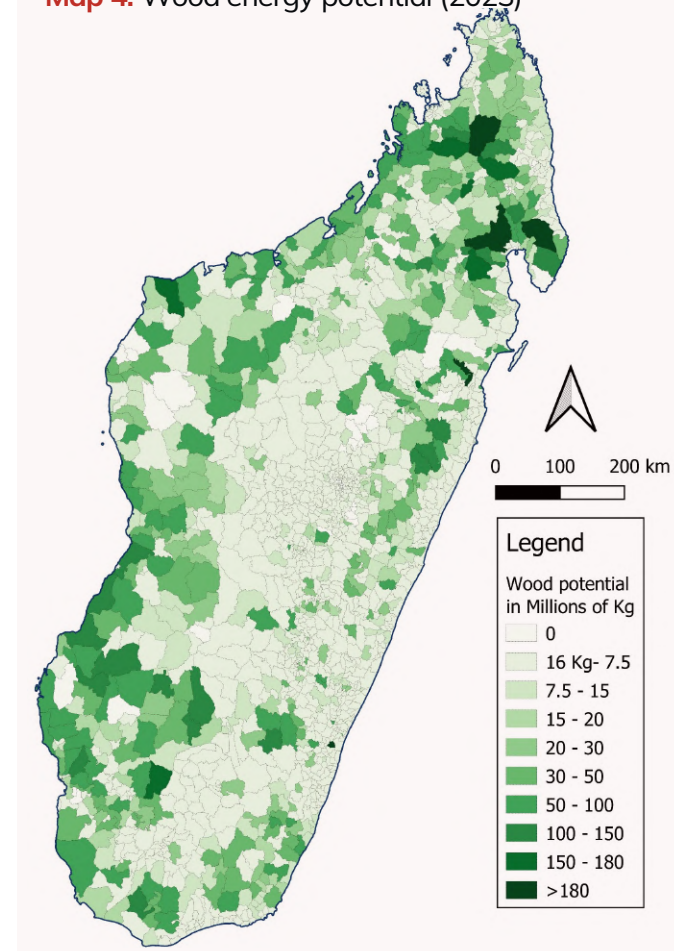 Map 4. Wood energy potential (2023)
0 100 200 km
Legend
Wood potential
in Millions of Kg
0
16 Kg- 7.5
7.5 - 15
15 - 20
20 - 30
30 - 50
50 - 100
100 - 150
150 - 180
>180